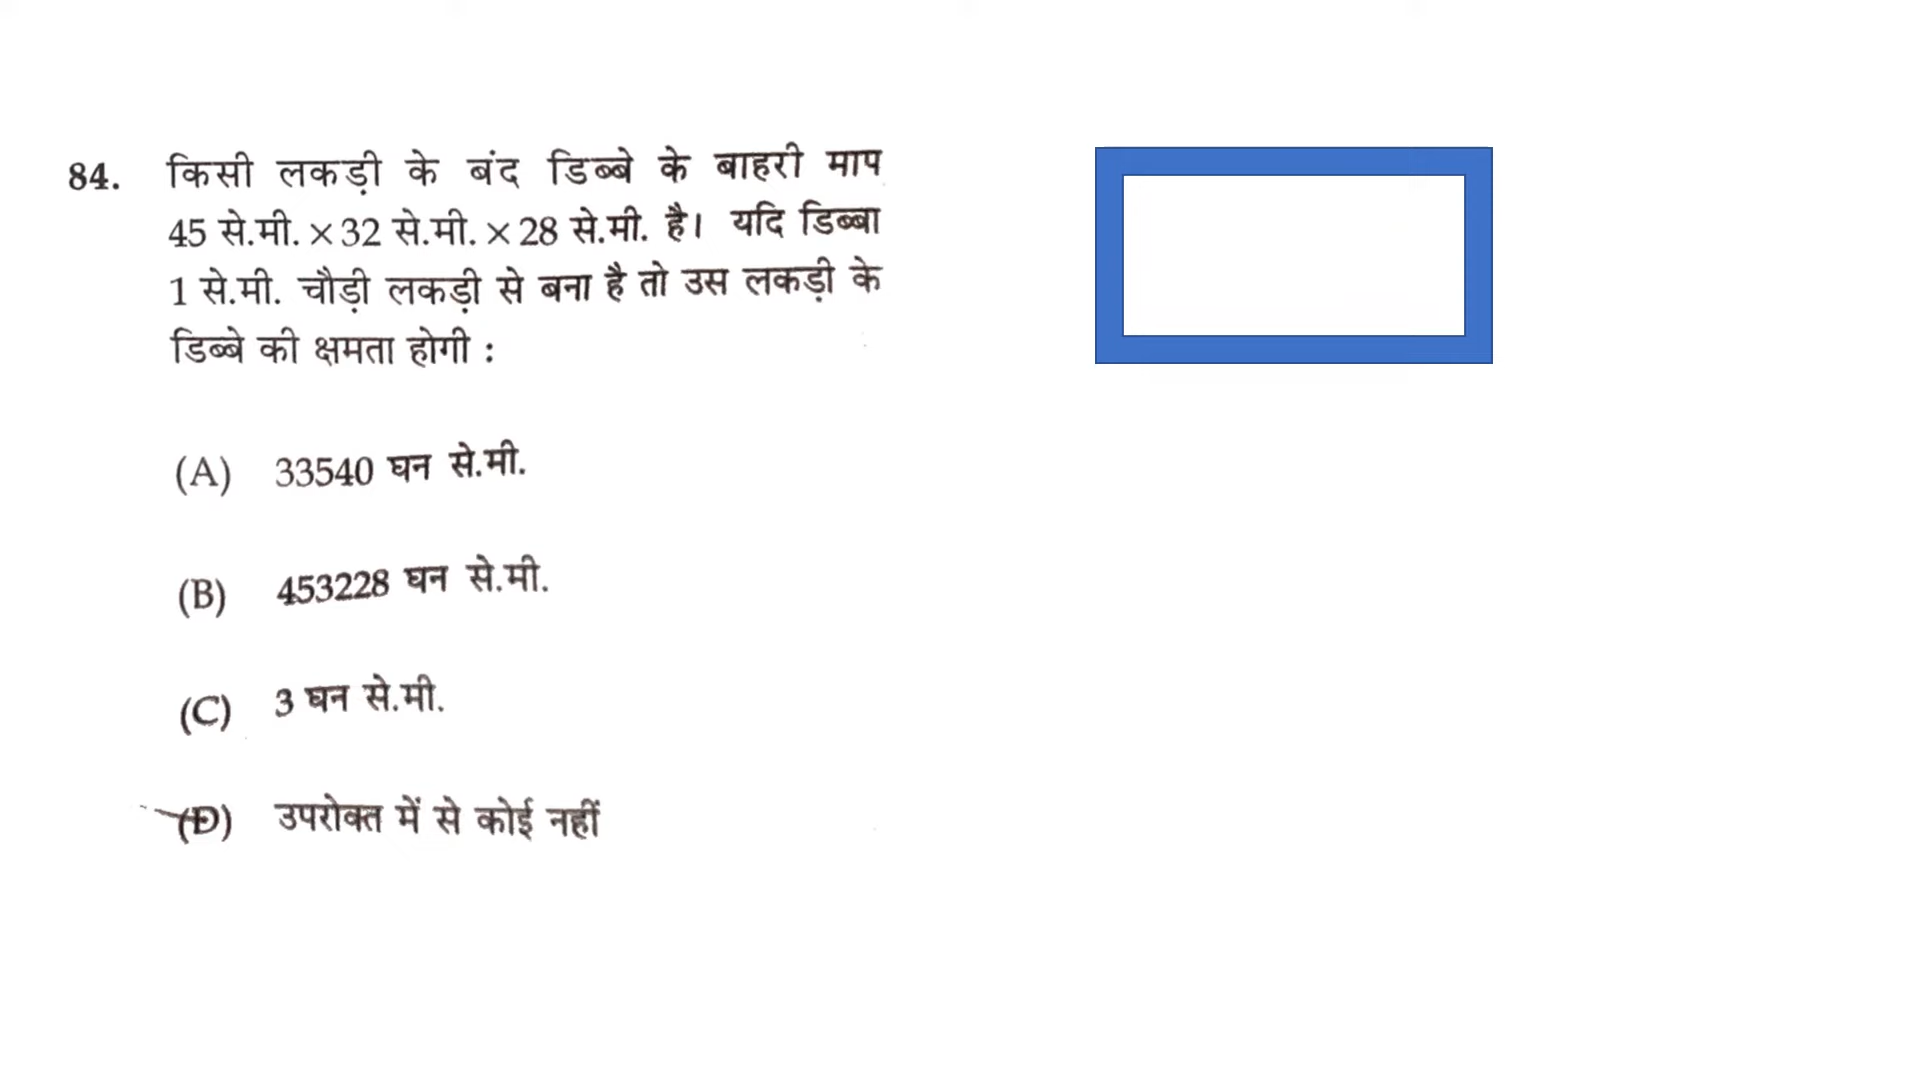 84. किसी लकड़ी के बंद डिब्बे के बाहरी माप
45 से.मी. × 32 से.मी. × 28 से.मी. है। यदि डिब्बा
1 से.मी. चौड़ी लकड़ी से बना है तो उस लकड़ी के
डिब्बे की क्षमता होगी :
(A) 33540 घन से.मी.
(B) 453228 घन से.मी.
(C) 3 घन से.मी.
(D) उपरोक्त में से कोई नहीं